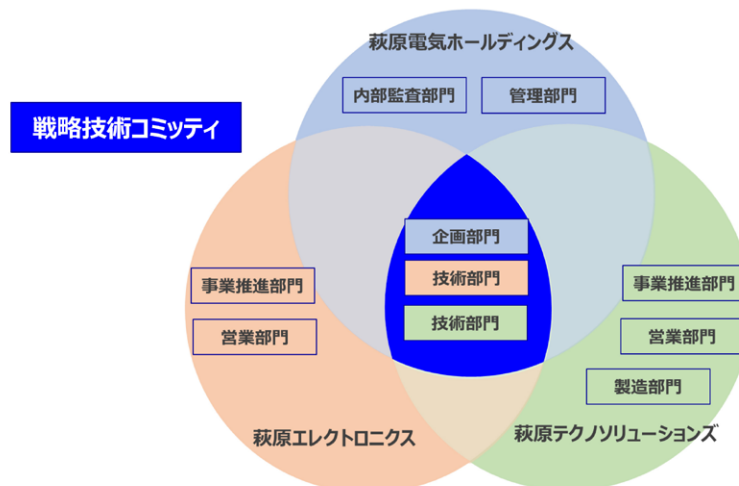 萩原電気ホールディングス
内部監査部門
管理部門
戦略技術コミッティ
企画部門
技術部門
技術部門
事業推進部門
営業部門
事業推進部門
営業部門
製造部門
萩原エレクトロニクス
萩原テクノソリューションズ